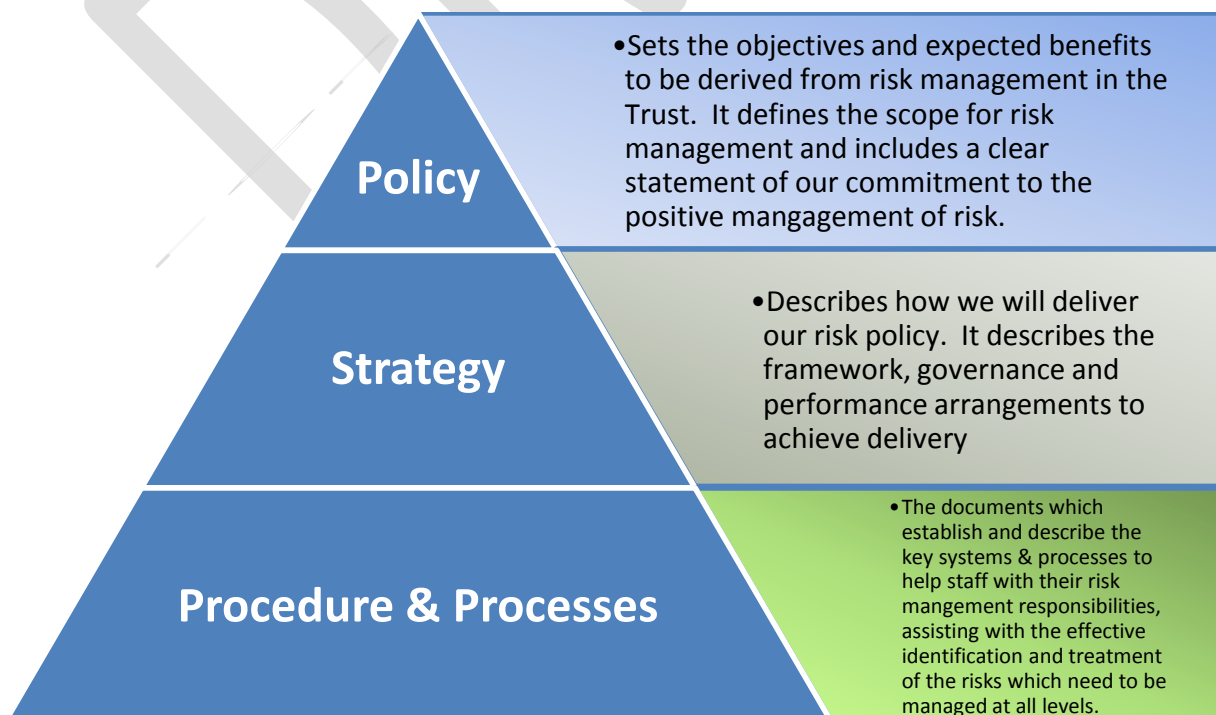 •Sets the objectives and expected benefits
to be derived from risk management in the
Trust.  It defines the scope for risk
management and includes a clear
statement of our commitment to the
positive mangagement of risk.
Policy
•Describes how we will deliver
our risk policy.  It describes the
framework, governance and
performance arrangements to
achieve delivery
Strategy
•The documents which
establish and describe the
key systems & processes to
help staff with their risk
mangement responsibilities,
assisting with the effective
identification and treatment
of the risks which need to be
managed at all levels.
Procedure & Processes